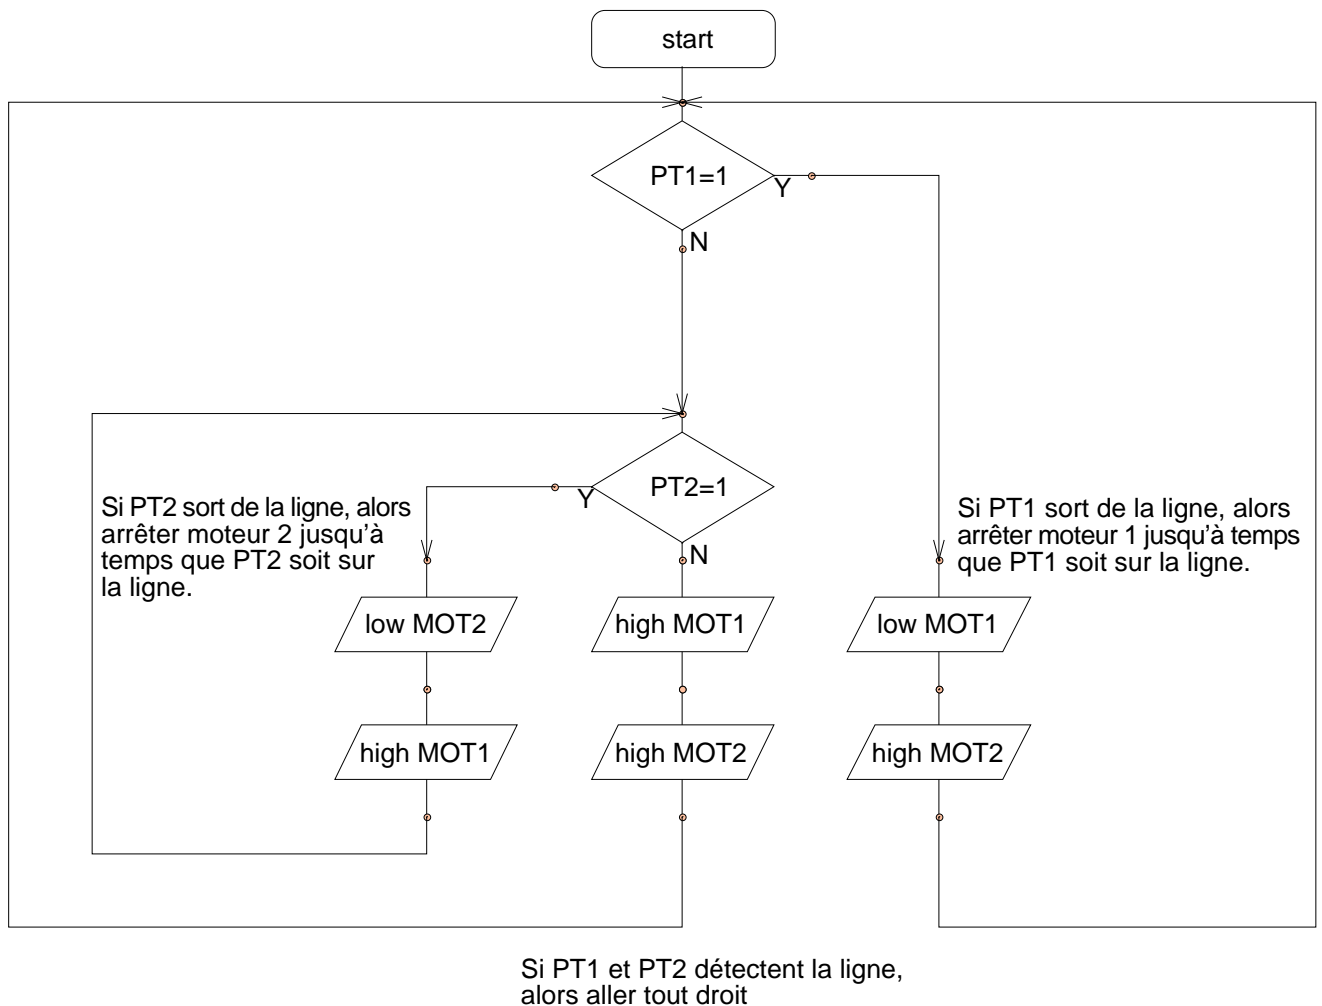 start
PT1=1
Y
N
PT2=1
Y
N
Si PT2 sort de la ligne, alors
arrêter moteur 2 jusqu'à
temps que PT2 soit sur
la ligne.
Si PT1 sort de la ligne, alors
arrêter moteur 1 jusqu'à temps
que PT1 soit sur la ligne.
low MOT2
high MOT1
low MOT1
high MOT1
high MOT2
high MOT2
Si PT1 et PT2 détectent la ligne,
alors aller tout droit